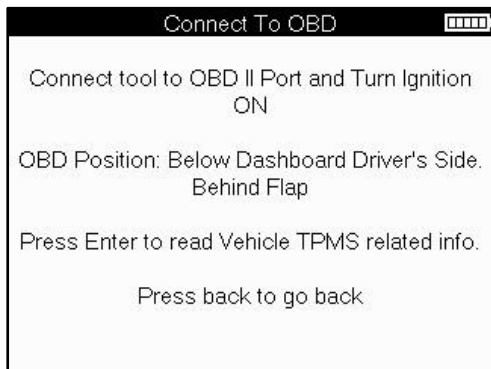 Connect To OBD
Connect tool to OBD II Port and Turn Ignition
ON
OBD Position: Below Dashboard Driver's Side.
Behind Flap
Press Enter to read Vehicle TPMS related info.
Press back to go back